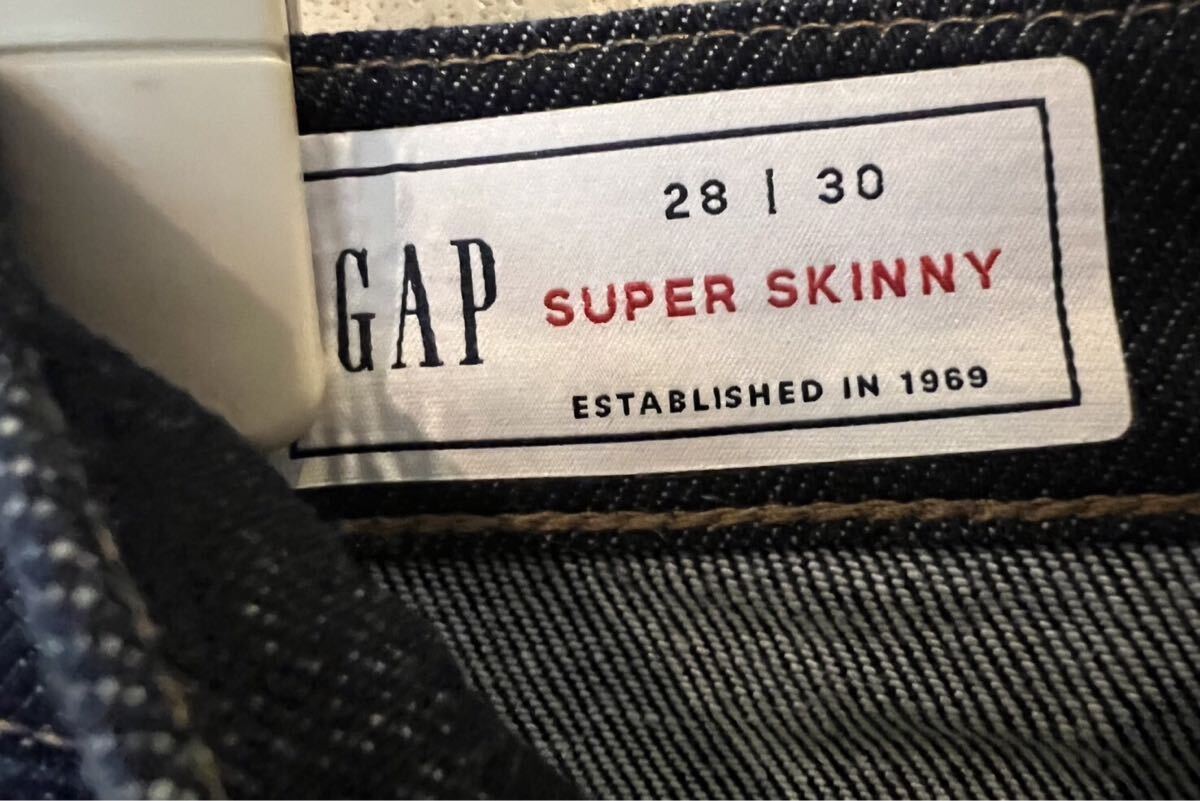 28 | 30
GAP
SUPER SKINNY
ESTABLISHED IN 1969